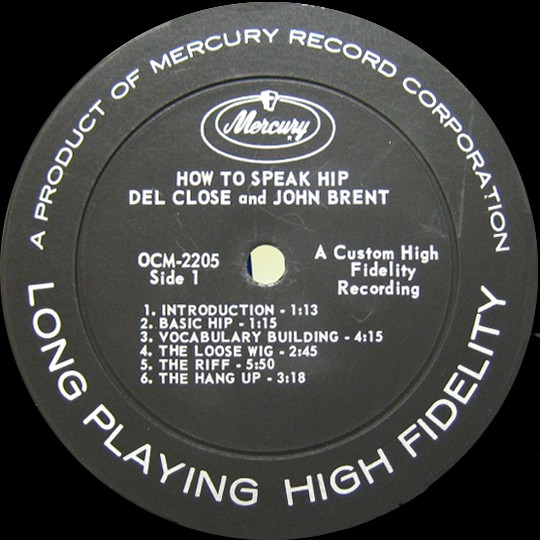 A PRODUCT OF MERCURY RECORD CORPORATION
Mercury
HOW TO SPEAK HIP
DEL CLOSE and JOHN BRENT
OCM-2205
Side 1
A Custom High
Fidelity
Recording
1. INTRODUCTION - 1:13
2. BASIC HIP - 1:15
3. VOCABULARY BUILDING - 4:15
4. THE LOOSE WIG - 2:45
5. THE RIFF - 5:50
6. THE HANG UP - 3:18
LONG PLAYING HIGH FIDELITY